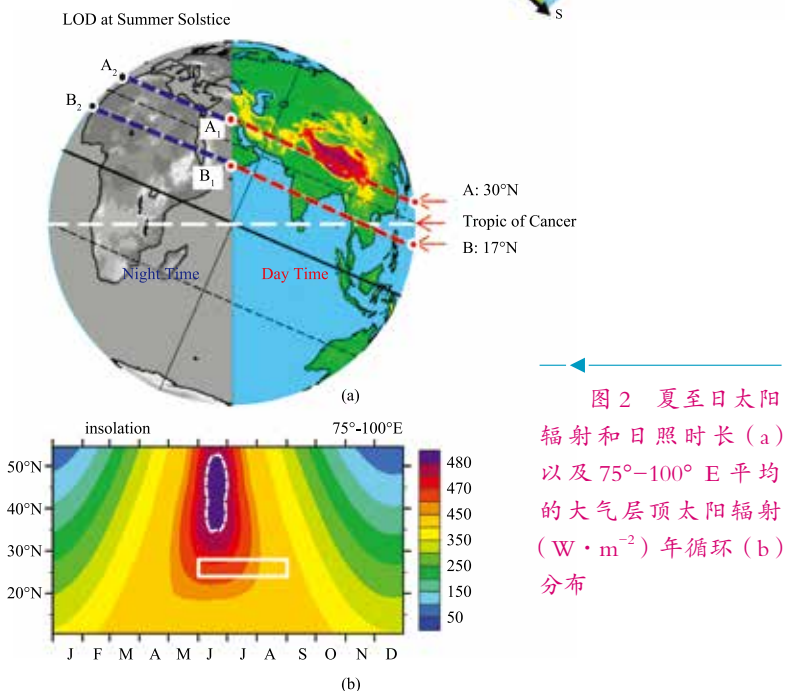 S
LOD at Summer Solstice
A2
B2
A1
B1
A: 30°N
Tropic of Cancer
B: 17°N
Night Time
Day Time
(a)
insolation
75°-100°E
50°N
40°N
30°N
20°N
J F M A M J J A S O N D
480
470
450
350
250
150
50
(b)
图 2 夏至日太阳
辐射和日照时长（a）
以及 75°–100° E 平均
的大气层顶太阳辐射
（W·m⁻²）年循环（b）
分布